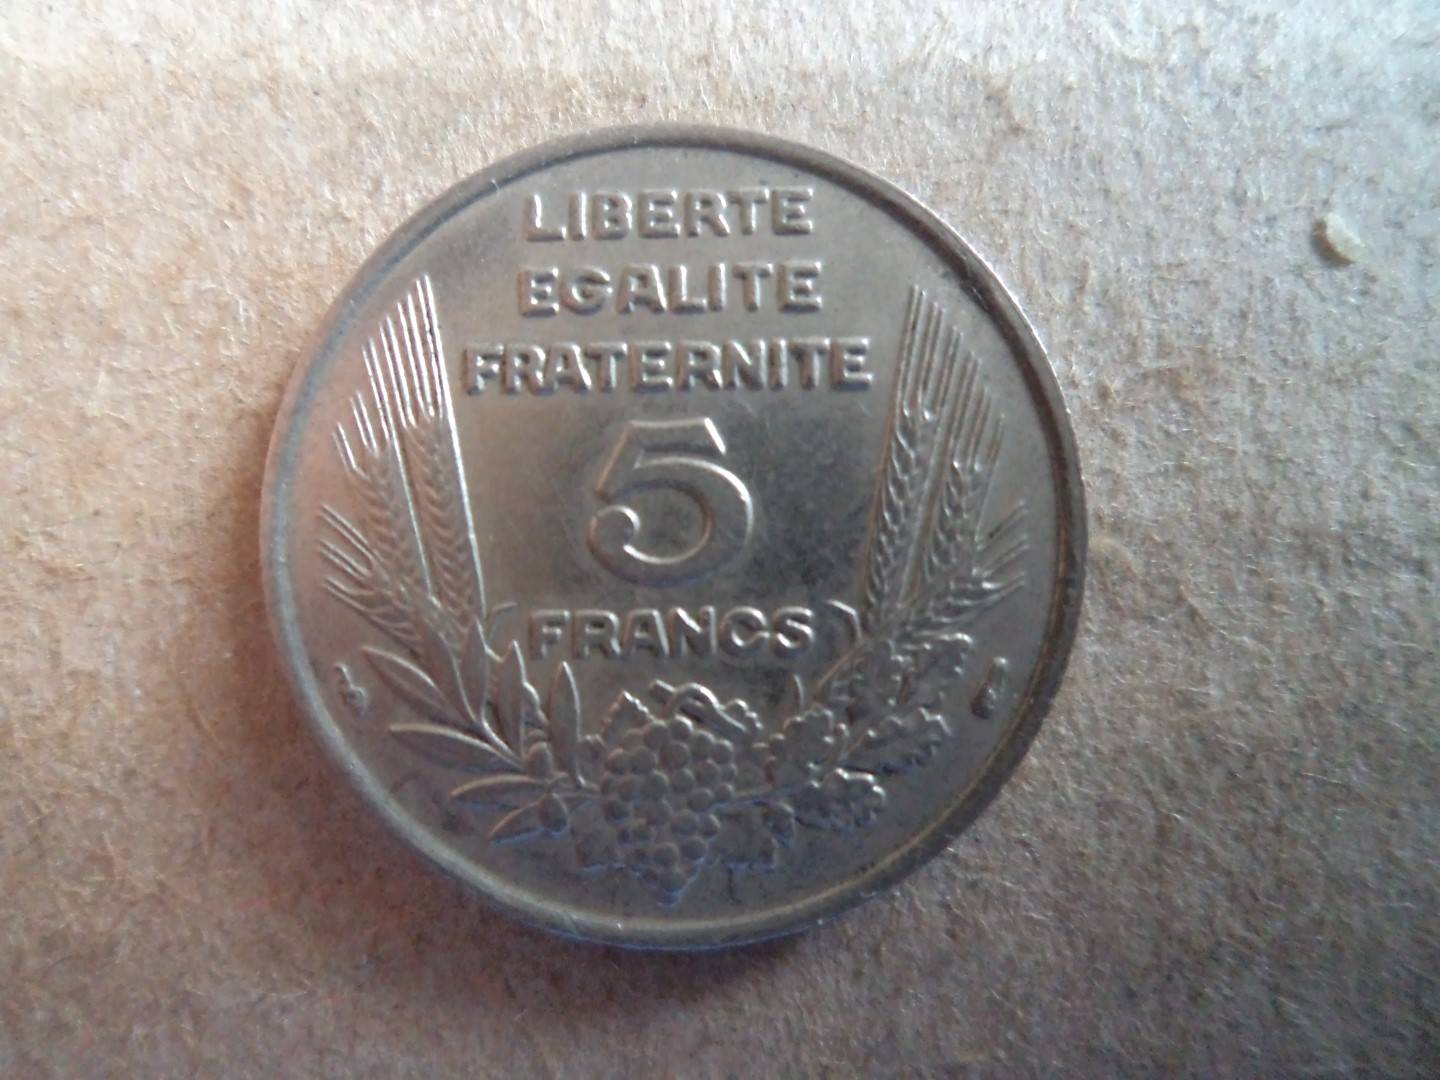 LIBERTE
EGALITE
FRATERNITE
5
(FRANCS)